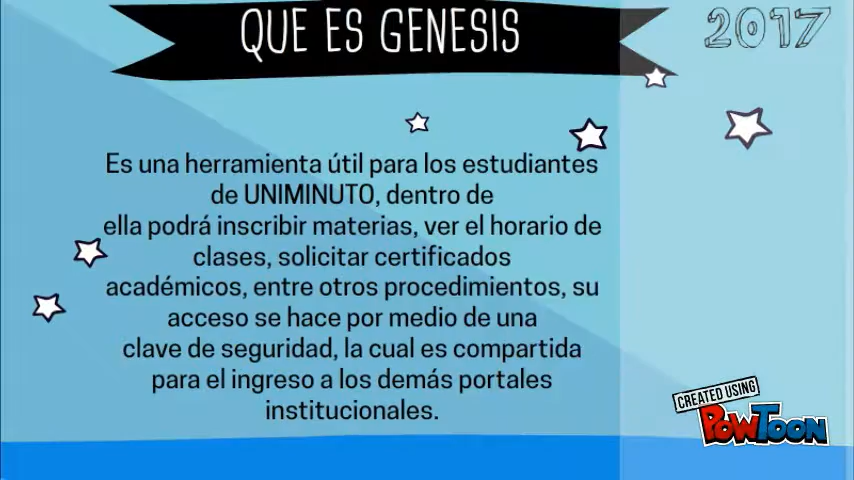 QUE ES GENESIS
2017
Es una herramienta útil para los estudiantes
de UNIMINUTO, dentro de
ella podrá inscribir materias, ver el horario de
clases, solicitar certificados
académicos, entre otros procedimientos, su
acceso se hace por medio de una
clave de seguridad, la cual es compartida
para el ingreso a los demás portales
institucionales.
CREATED USING
POWTOON